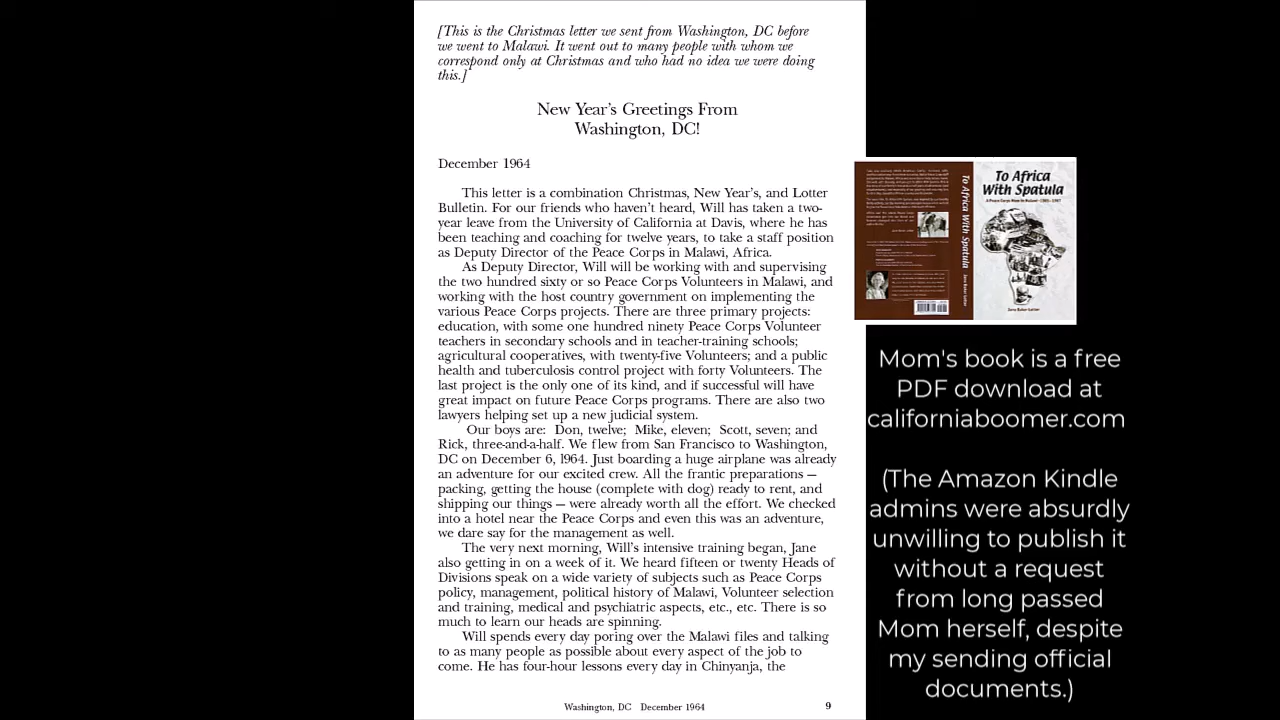 [This is the Christmas letter we sent from Washington, DC before
we went to Malawi. It went out to many people with whom we
correspond only at Christmas and who had no idea we were doing
this.]
New Year's Greetings From
Washington, DC!
December 1964
This letter is a combination Christmas, New Year's, and Lotter
Bulletin. For our friends who haven't heard, Will has taken a two-
year leave from the University of California at Davis, where he has
been teaching and coaching for twelve years, to take a staff position
as Deputy Director of the Peace Corps in Malawi, Africa.
As Deputy Director, Will will be working with and supervising
the two hundred sixty or so Peace Corps Volunteers in Malawi, and
working with the host country government on implementing the
various Peace Corps projects. There are three primary projects:
education, with some one hundred ninety Peace Corps Volunteer
teachers in secondary schools and in teacher-training schools;
agricultural cooperatives, with twenty-five Volunteers; and a public
health and tuberculosis control project with forty Volunteers. The
last project is the only one of its kind, and if successful will have
great impact on future Peace Corps programs. There are also two
lawyers helping set up a new judicial system.
Our boys are: Don, twelve; Mike, eleven; Scott, seven; and
Rick, three-and-a-half. We flew from San Francisco to Washington,
DC on December 6, 1964. Just boarding a huge airplane was already
an adventure for our excited crew. All the frantic preparations —
packing, getting the house (complete with dog) ready to rent, and
shipping our things — were already worth all the effort. We checked
into a hotel near the Peace Corps and even this was an adventure,
we dare say for the management as well.
The very next morning, Will's intensive training began, Jane
also getting in on a week of it. We heard fifteen or twenty Heads of
Divisions speak on a wide variety of subjects such as Peace Corps
policy, management, political history of Malawi, Volunteer selection
and training, medical and psychiatric aspects, etc., etc. There is so
much to learn our heads are spinning.
Will spends every day poring over the Malawi files and talking
to as many people as possible about every aspect of the job to
come. He has four-hour lessons every day in Chinyanja, the
Washington, DC December 1964
9
To Africa With Spatula
To Africa
With Spatula
A Peace Corps Mom in Malawi 1965-1967
Jane Baker Lotter
Mom's book is a free
PDF download at
californiaboomer.com
(The Amazon Kindle
admins were absurdly
unwilling to publish it
without a request
from long passed
Mom herself, despite
my sending official
documents.)